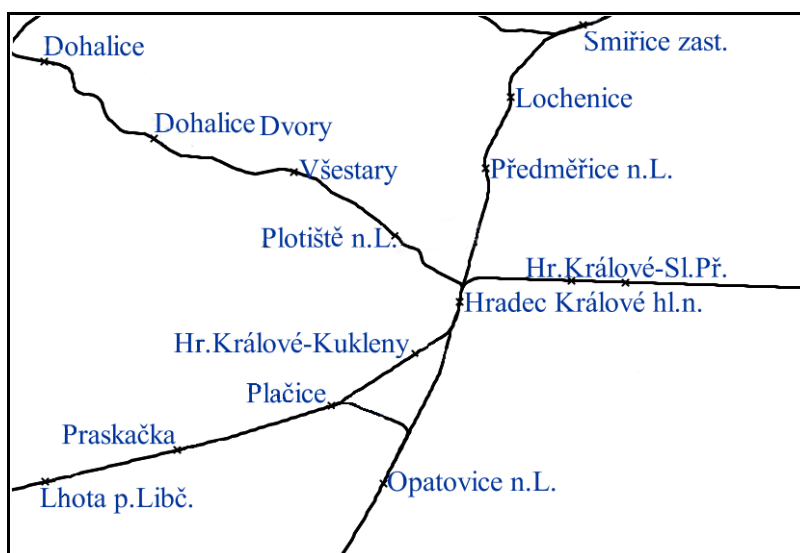 Smiřice zast.
Dohalice
Lochenice
Dohalice Dvory
Všestary
Předměřice n.L.
Plotiště n.L.
Hr.Králové-Sl.Př.
Hradec Králové hl.n.
Hr.Králové-Kukleny
Plačice
Praskačka
Lhota p.Libč.
Opatovice n.L.